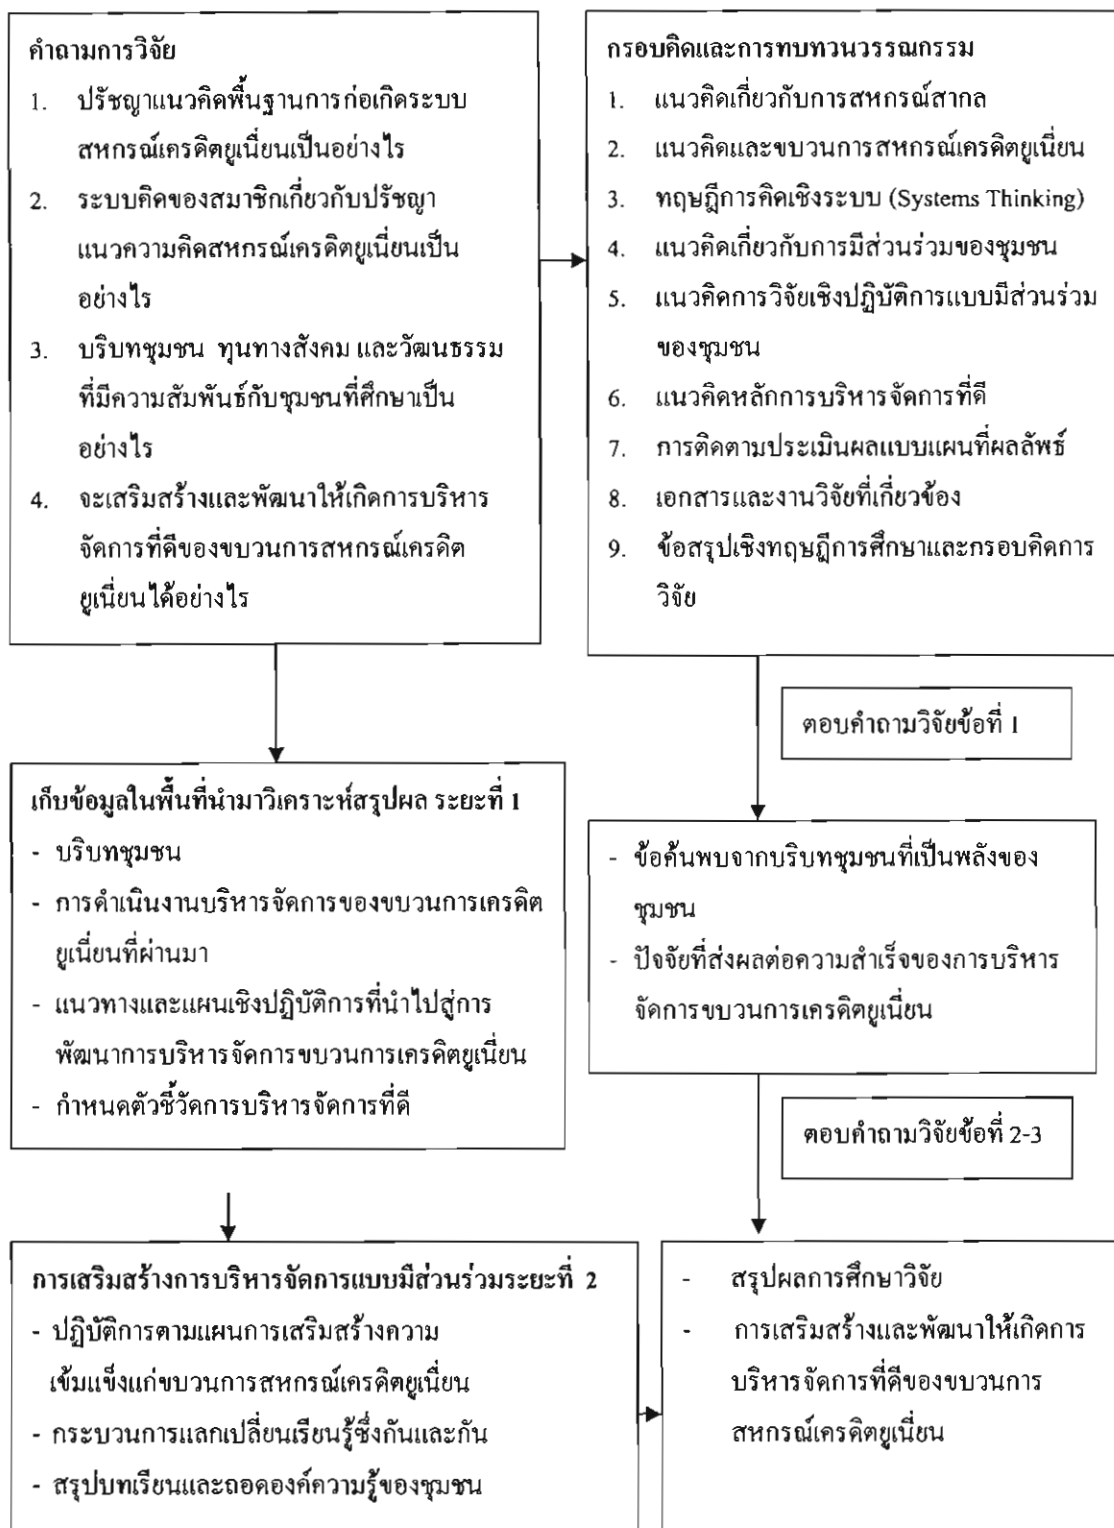 คำถามการวิจัย
1. ปรัชญาแนวคิดพื้นฐานการก่อเกิดระบบ
สหกรณ์เครดิตยูเนี่ยนเป็นอย่างไร
2. ระบบคิดของสมาชิกเกี่ยวกับปรัชญา
แนวความคิดสหกรณ์เครดิตยูเนี่ยนเป็น
อย่างไร
3. บริบทชุมชน ทุนทางสังคม และวัฒนธรรม
ที่มีความสัมพันธ์กับชุมชนที่ศึกษาเป็น
อย่างไร
4. จะเสริมสร้างและพัฒนาให้เกิดการบริหาร
จัดการที่ดีของขบวนการสหกรณ์เครดิต
ยูเนี่ยนได้อย่างไร
กรอบคิดและการทบทวนวรรณกรรม
1. แนวคิดเกี่ยวกับการสหกรณ์สากล
2. แนวคิดและขบวนการสหกรณ์เครดิตยูเนี่ยน
3. ทฤษฎีการคิดเชิงระบบ (Systems Thinking)
4. แนวคิดเกี่ยวกับการมีส่วนร่วมของชุมชน
5. แนวคิดการวิจัยเชิงปฏิบัติการแบบมีส่วนร่วม
ของชุมชน
6. แนวคิดหลักการบริหารจัดการที่ดี
7. การติดตามประเมินผลแบบแผนที่ผลลัพธ์
8. เอกสารและงานวิจัยที่เกี่ยวข้อง
9. ข้อสรุปเชิงทฤษฎีการศึกษาและกรอบคิดการ
วิจัย
ตอบคำถามวิจัยข้อที่ 1
เก็บข้อมูลในพื้นที่นำมาวิเคราะห์สรุปผล ระยะที่ 1
- บริบทชุมชน
- การดำเนินงานบริหารจัดการของขบวนการเครดิต
ยูเนี่ยนที่ผ่านมา
- แนวทางและแผนเชิงปฏิบัติการที่นำไปสู่การ
พัฒนาการบริหารจัดการขบวนการเครดิตยูเนี่ยน
- กำหนดตัวชี้วัดการบริหารจัดการที่ดี
- ข้อค้นพบจากบริบทชุมชนที่เป็นพลังของ
ชุมชน
- ปัจจัยที่ส่งผลต่อความสำเร็จของการบริหาร
จัดการขบวนการเครดิตยูเนี่ยน
ตอบคำถามวิจัยข้อที่ 2-3
การเสริมสร้างการบริหารจัดการแบบมีส่วนร่วมระยะที่ 2
- ปฏิบัติการตามแผนการเสริมสร้างความ
เข้มแข็งแก่ขบวนการสหกรณ์เครดิตยูเนี่ยน
- กระบวนการแลกเปลี่ยนเรียนรู้ซึ่งกันและกัน
- สรุปบทเรียนและถอดองค์ความรู้ของชุมชน
- สรุปผลการศึกษาวิจัย
- การเสริมสร้างและพัฒนาให้เกิดการ
บริหารจัดการที่ดีของขบวนการ
สหกรณ์เครดิตยูเนี่ยน